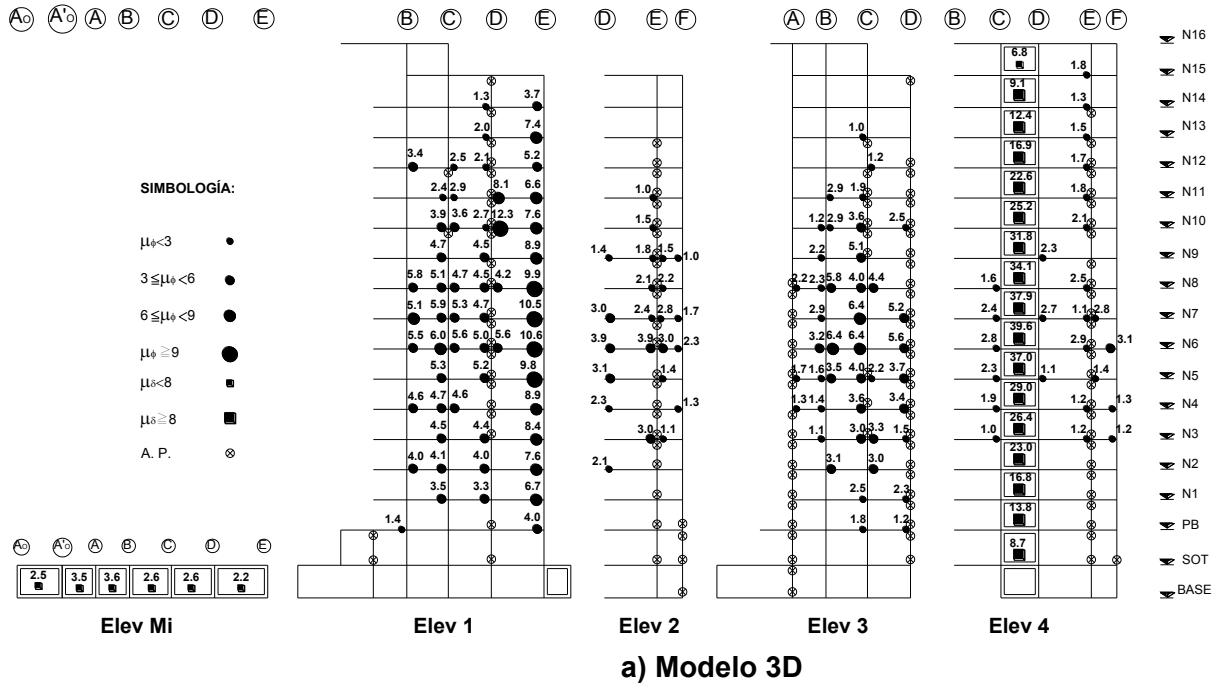 A₀ A'₀ A B C D E B C D E D E F A B C D B C D E F
N16
6.8
N15
1.8
9.1
1.3 3.7 1.3
N14
12.4
2.0 7.4 1.0 1.5
N13
16.9
3.4 2.5 2.1 5.2 1.2 1.7
N12
SIMBOLOGÍA:
22.6
2.4 2.9 8.1 6.6 1.0 2.9 1.9 1.8
N11
25.2
3.9 3.6 2.7 12.3 7.6 1.5 1.2 2.9 3.6 2.5 2.1
N10
μϕ<3
31.8
4.7 4.5 8.9 1.4 1.8 1.5 1.0 2.2 5.1 2.3
N9
3≦μϕ<6
34.1
5.8 5.1 4.7 4.5 4.2 9.9 2.1 2.2 2.2 2.3 5.8 4.0 4.4 1.6 2.5
N8
6≦μϕ<9
37.9
5.1 5.9 5.3 4.7 10.5 3.0 2.4 2.8 1.7 2.9 6.4 5.2 2.4 2.7 1.1 2.8
N7
μϕ≧9
39.6
5.5 6.0 5.6 5.0 5.6 10.6 3.9 3.9 3.0 2.3 3.2 6.4 6.4 5.6 2.8 2.9 3.1
N6
μδ<8
37.0
5.3 5.2 9.8 3.1 1.4 1.7 1.6 3.5 4.0 2.2 3.7 2.3 1.1 1.4
N5
μδ≧8
29.0
4.6 4.7 4.6 8.9 2.3 1.3 1.3 1.4 3.6 3.4 1.9 1.2 1.3
N4
A. P.
26.4
4.5 4.4 8.4 3.0 1.1 1.1 3.0 3.3 1.5 1.0 1.2 1.2
N3
23.0
4.0 4.1 4.0 7.6 2.1 3.1 3.0
N2
16.8
3.5 3.3 6.7 2.5 2.3
N1
13.8
1.4 4.0 1.8 1.2
PB
A₀ A'₀ A B C D E
8.7
SOT
2.5 3.5 3.6 2.6 2.6 2.2
BASE
Elev Mi Elev 1 Elev 2 Elev 3 Elev 4
a) Modelo 3D